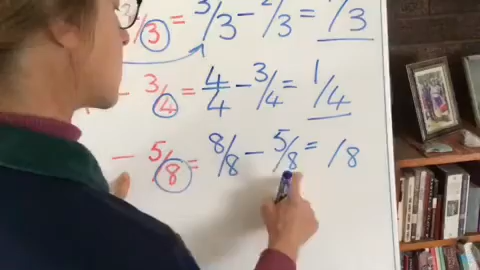 /3 = 3/3 - 2/3 = 1/3
- 3/4 = 4/4 - 3/4 = 1/4
- 5/8 = 8/8 - 5/8 = /8